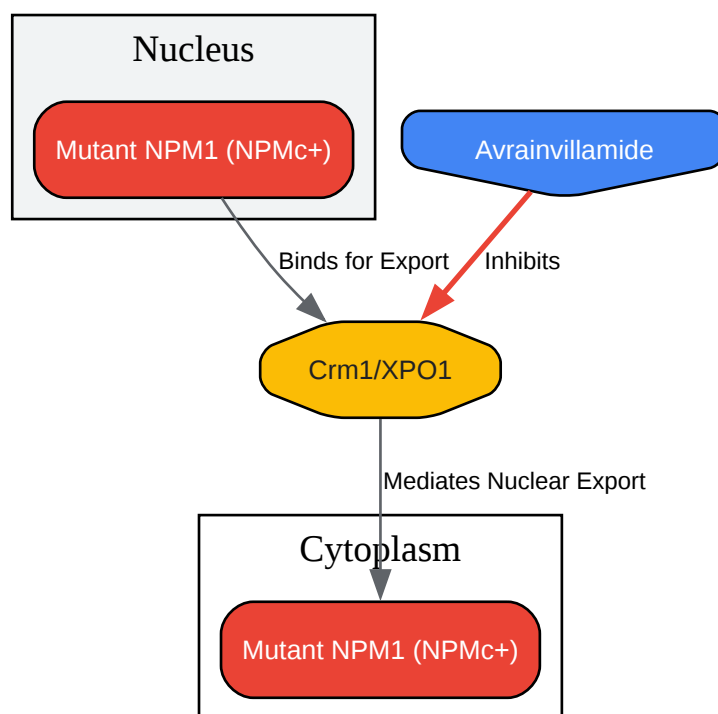 Nucleus
Mutant NPM1 (NPMc+)
Avrainvillamide
Binds for Export
Inhibits
Crm1/XPO1
Mediates Nuclear Export
Cytoplasm
Mutant NPM1 (NPMc+)